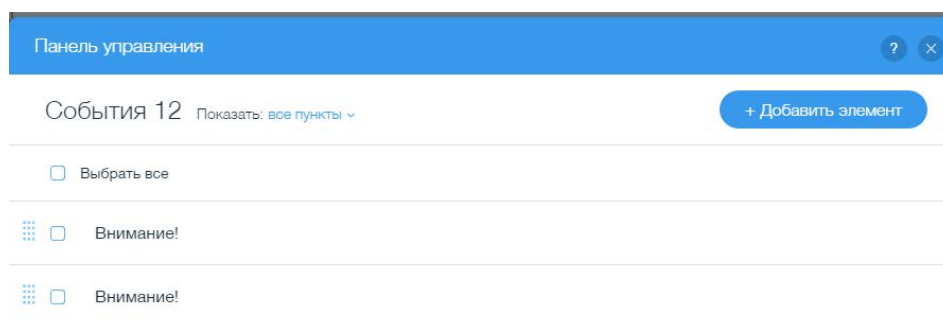 Панель управления
?
События 12 Показать: все пункты
+ Добавить элемент
Выбрать все
Внимание!
Внимание!